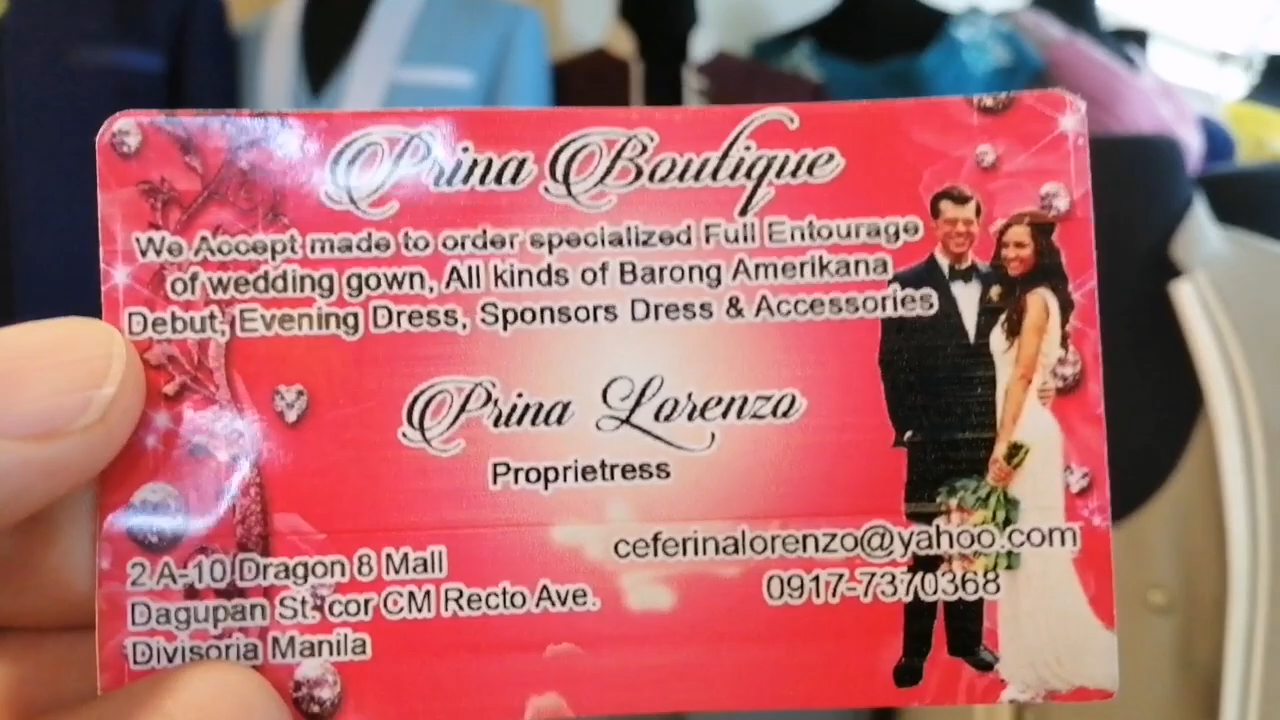 Prina Boutique
We Accept made to order specialized Full Entourage
of wedding gown, All kinds of Barong Amerikana
Debut, Evening Dress, Sponsors Dress & Accessories
Prina Lorenzo
Proprietress
2 A-10 Dragon 8 Mall
Dagupan St. cor CM Recto Ave.
Divisoria Manila
ceferinalorenzo@yahoo.com
0917-7370368